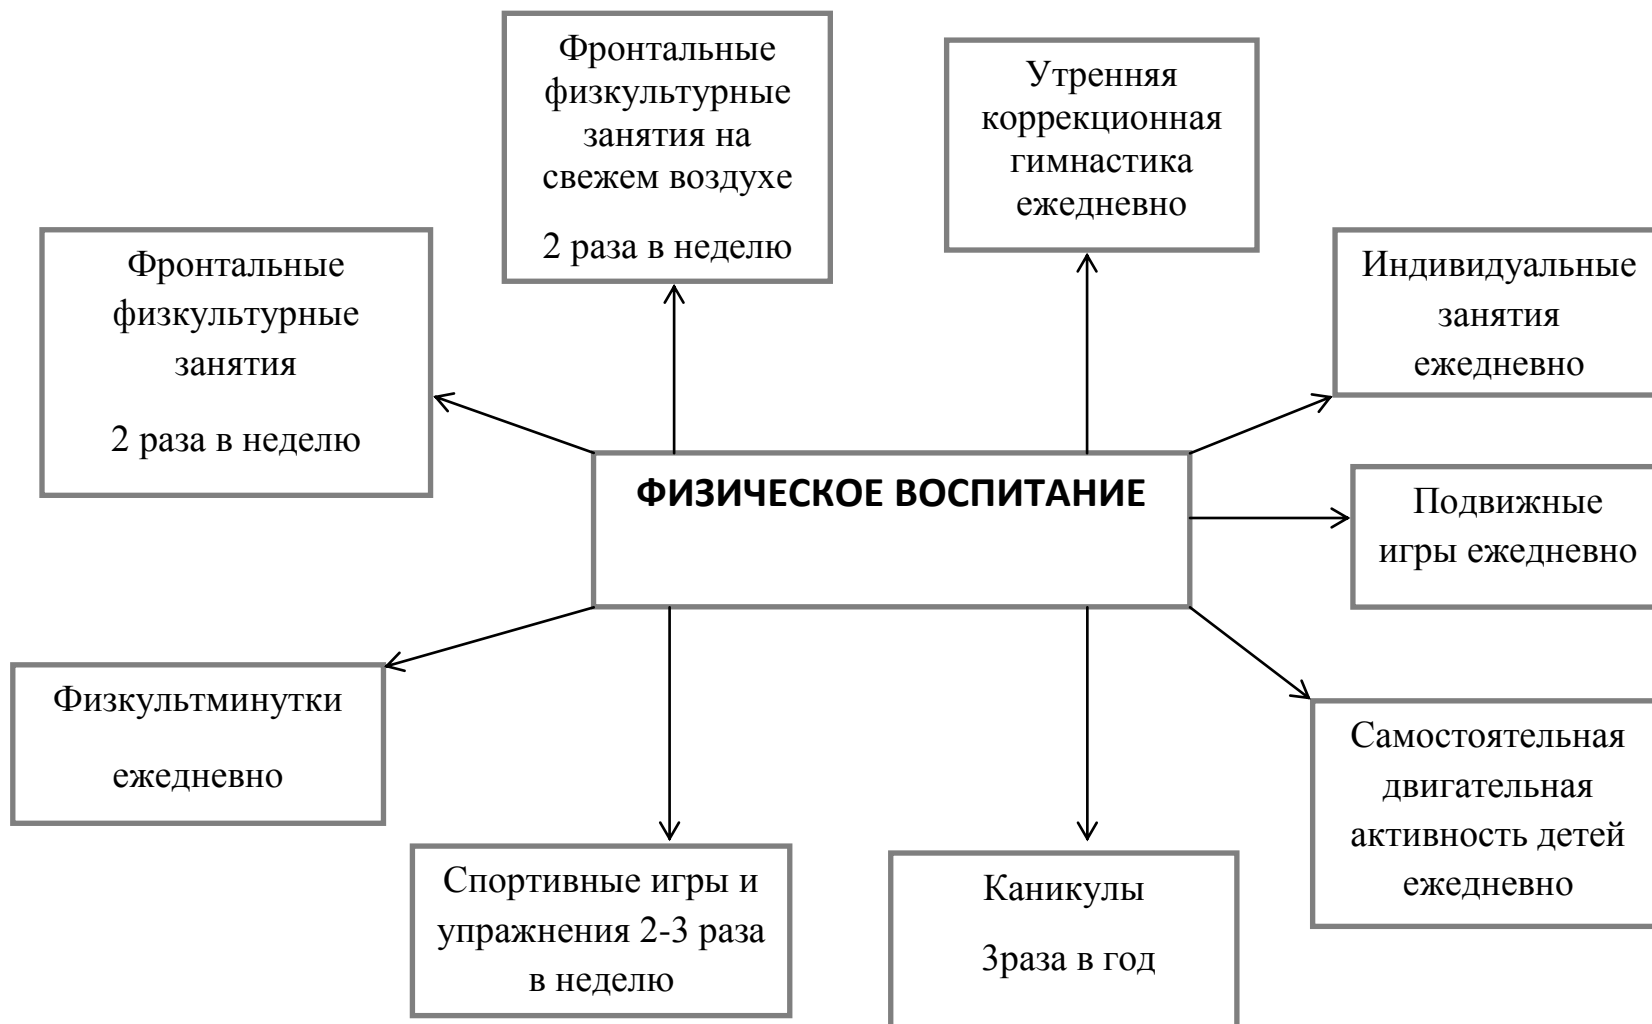 Фронтальные
физкультурные
занятия на
свежем воздухе
2 раза в неделю
Утренняя
коррекционная
гимнастика
ежедневно
Фронтальные
физкультурные
занятия
2 раза в неделю
Индивидуальные
занятия
ежедневно
ФИЗИЧЕСКОЕ ВОСПИТАНИЕ
Подвижные
игры ежедневно
Физкультминутки
ежедневно
Самостоятельная
двигательная
активность детей
ежедневно
Спортивные игры и
упражнения 2-3 раза
в неделю
Каникулы
3раза в год